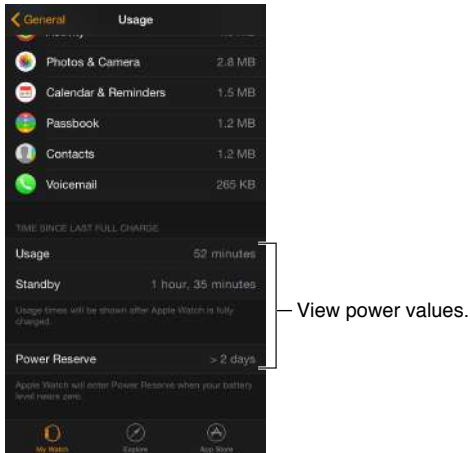 General
Usage
Photos & Camera 2.8 MB
Calendar & Reminders 1.5 MB
Passbook 1.2 MB
Contacts 1.2 MB
Voicemail 265 KB
TIME SINCE LAST FULL CHARGE
Usage 52 minutes
Standby 1 hour, 35 minutes
Usage times will be shown after Apple Watch is fully
charged.
View power values.
Power Reserve > 2 days
Apple Watch will enter Power Reserve when your battery
level nears zero.
My Watch Explore App Store